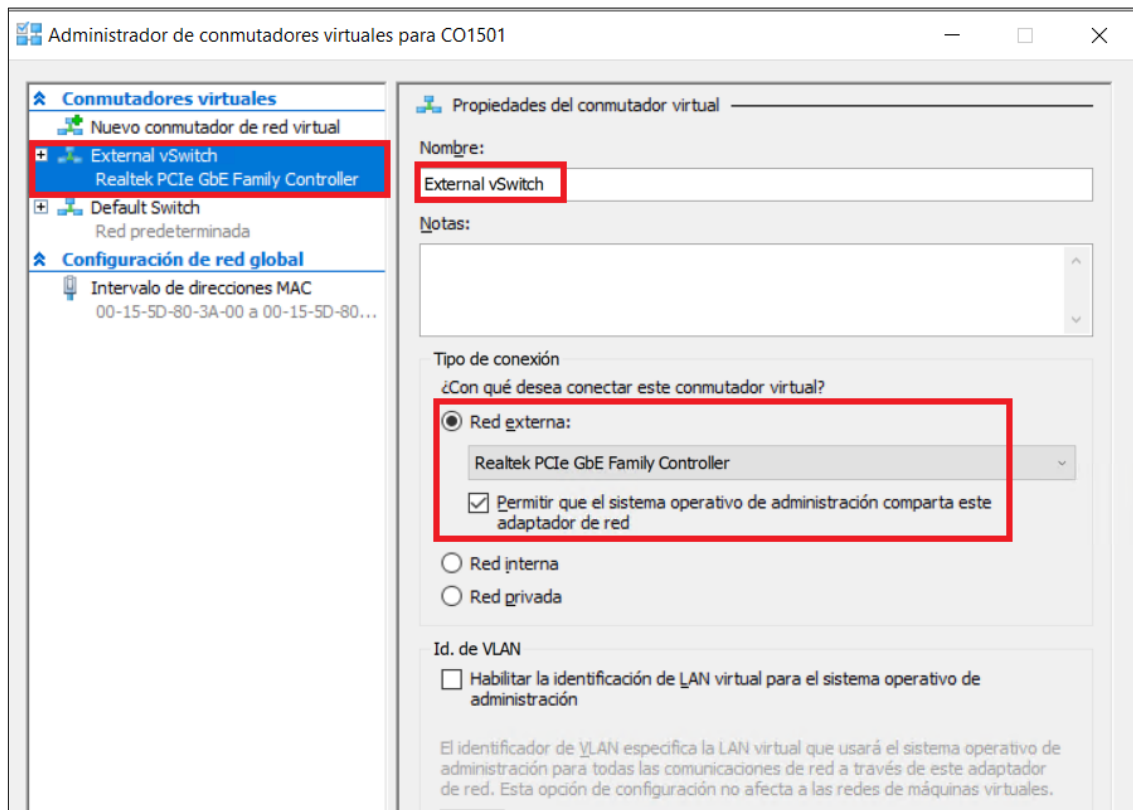 Administrador de conmutadores virtuales para CO1501
Conmutadores virtuales
Nuevo conmutador de red virtual
External vSwitch
Realtek PCIe GbE Family Controller
Default Switch
Red predeterminada
Configuración de red global
Intervalo de direcciones MAC
00-15-5D-80-3A-00 a 00-15-5D-80...
Propiedades del conmutador virtual
Nombre:
External vSwitch
Notas:
Tipo de conexión
¿Con qué desea conectar este conmutador virtual?
Red externa:
Realtek PCIe GbE Family Controller
Permitir que el sistema operativo de administración comparta este
adaptador de red
Red interna
Red privada
Id. de VLAN
Habilitar la identificación de LAN virtual para el sistema operativo de
administración
El identificador de VLAN especifica la LAN virtual que usará el sistema operativo de
administración para todas las comunicaciones de red a través de este adaptador
de red. Esta opción de configuración no afecta a las redes de máquinas virtuales.